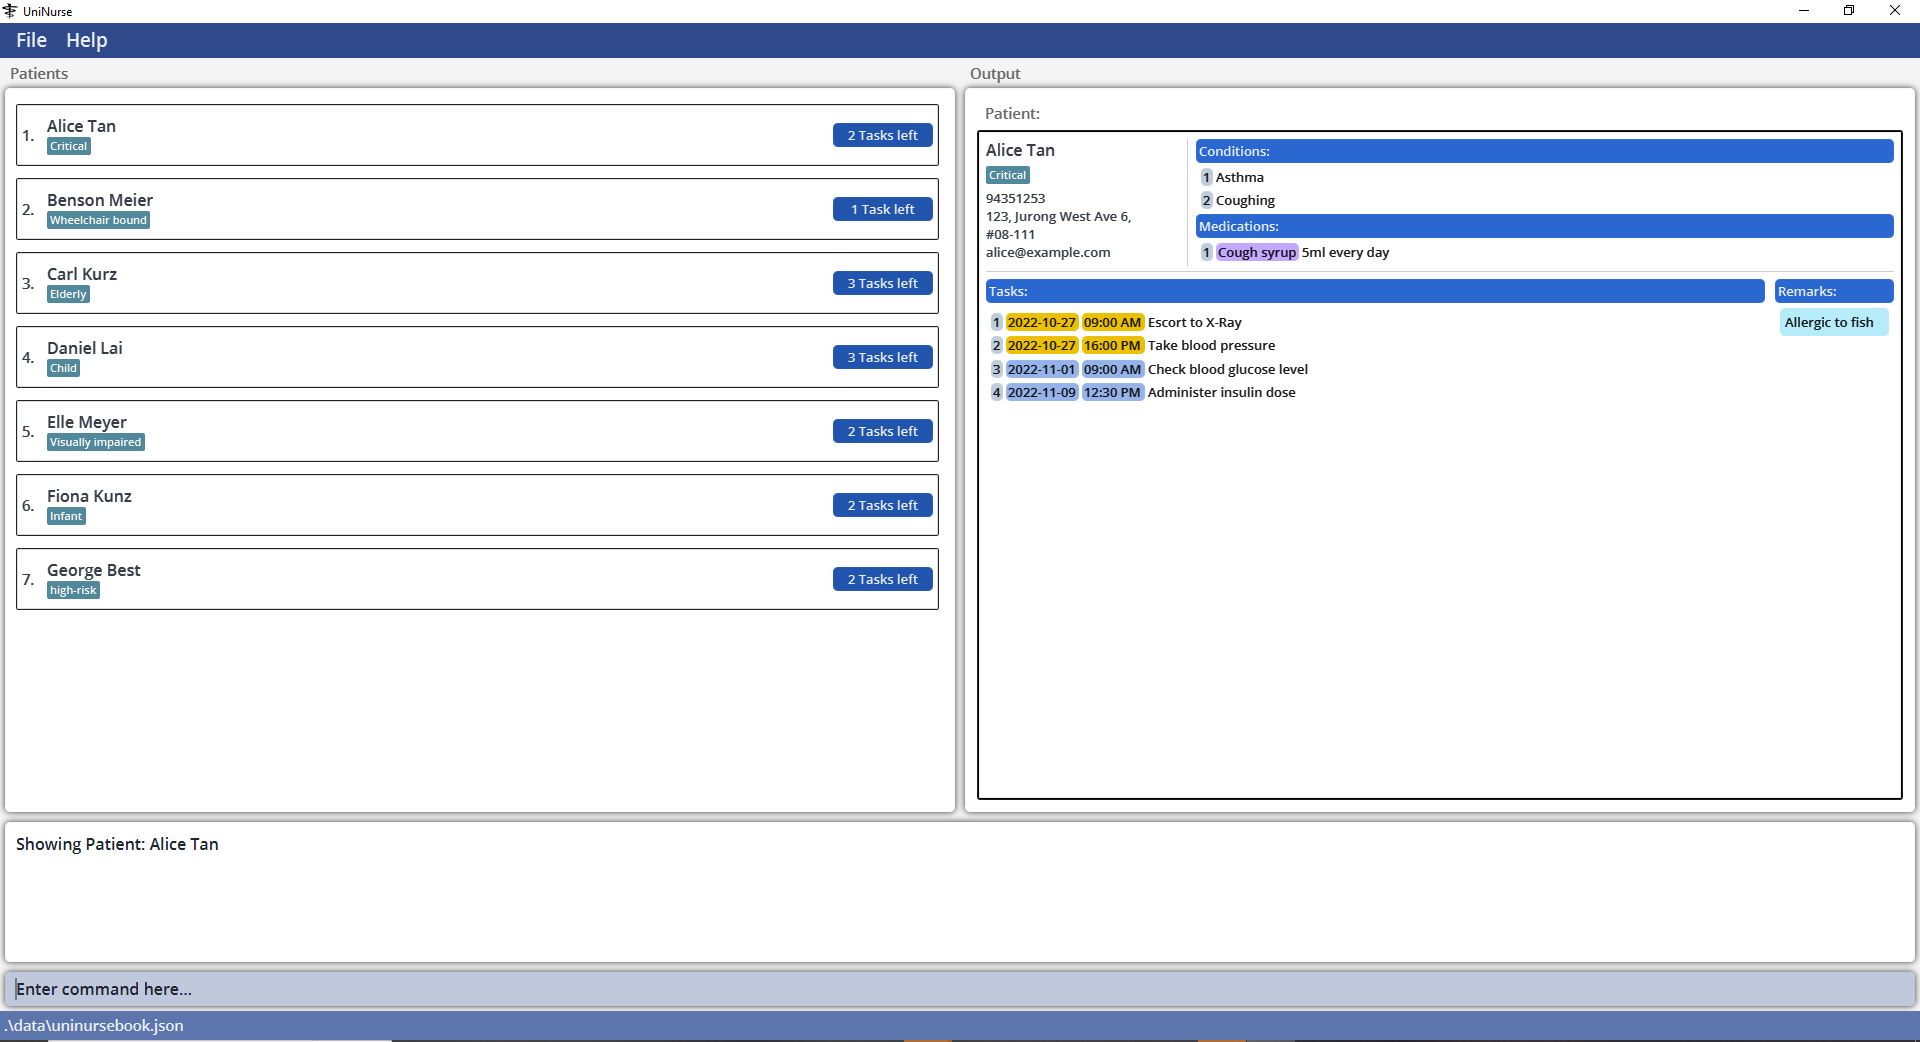 UniNurse
File Help
Patients
1. Alice Tan
Critical
2 Tasks left
2. Benson Meier
Wheelchair bound
1 Task left
3. Carl Kurz
Elderly
3 Tasks left
4. Daniel Lai
Child
3 Tasks left
5. Elle Meyer
Visually impaired
2 Tasks left
6. Fiona Kunz
Infant
2 Tasks left
7. George Best
high-risk
2 Tasks left
Output
Patient:
Alice Tan
Critical
94351253
123, Jurong West Ave 6,
#08-111
alice@example.com
Conditions:
1 Asthma
2 Coughing
Medications:
1 Cough syrup 5ml every day
Tasks:
1 2022-10-27 09:00 AM Escort to X-Ray
2 2022-10-27 16:00 PM Take blood pressure
3 2022-11-01 09:00 AM Check blood glucose level
4 2022-11-09 12:30 PM Administer insulin dose
Remarks:
Allergic to fish
Showing Patient: Alice Tan
Enter command here...
.\data\uninursebook.json